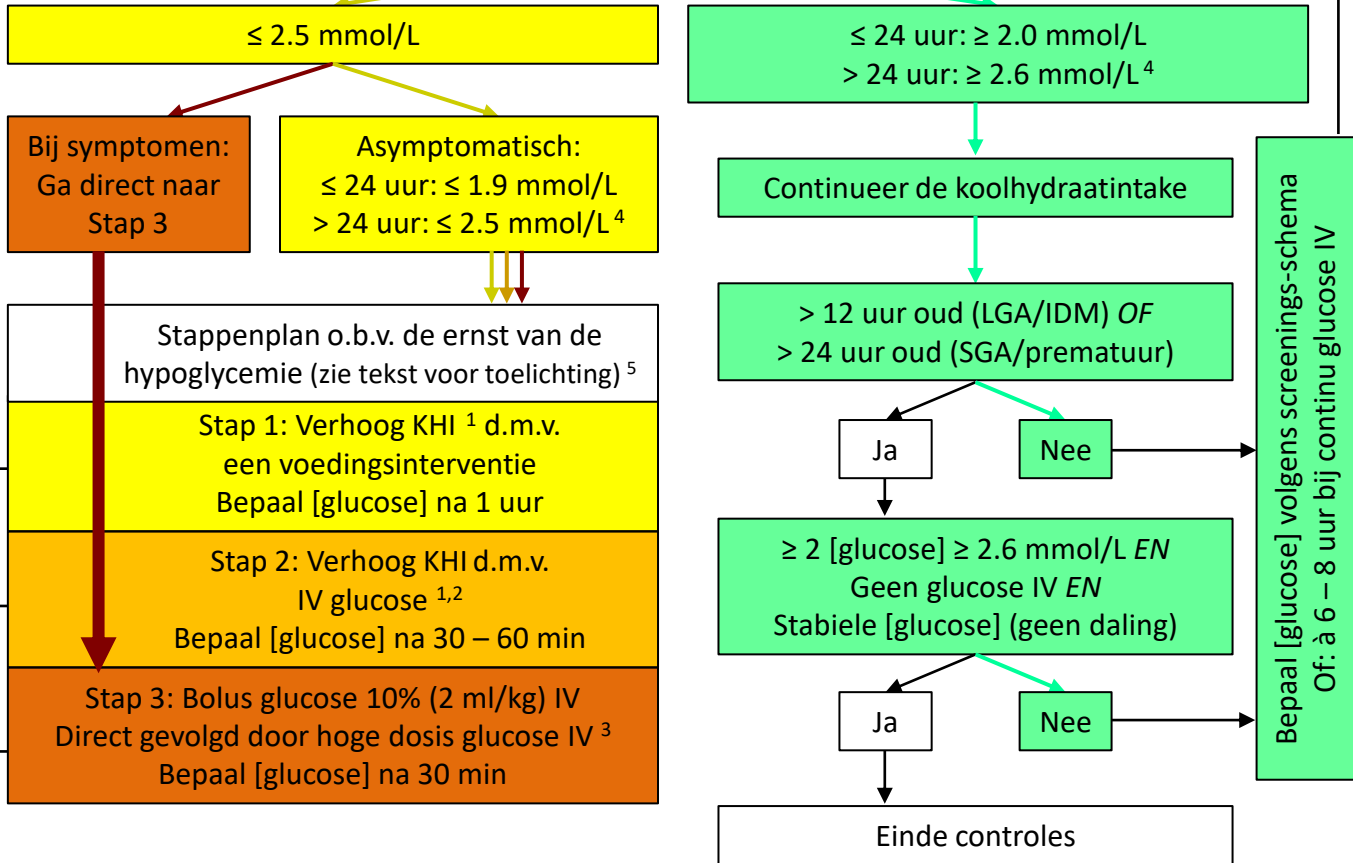 ≤ 2.5 mmol/L
Bij symptomen:
Ga direct naar
Stap 3
Asymptomatisch:
≤ 24 uur: ≤ 1.9 mmol/L
> 24 uur: ≤ 2.5 mmol/L 4
Stappenplan o.b.v. de ernst van de
hypoglycemie (zie tekst voor toelichting) 5
Stap 1: Verhoog KHI 1 d.m.v.
een voedingsinterventie
Bepaal [glucose] na 1 uur
Stap 2: Verhoog KHI d.m.v.
IV glucose 1,2
Bepaal [glucose] na 30 – 60 min
Stap 3: Bolus glucose 10% (2 ml/kg) IV
Direct gevolgd door hoge dosis glucose IV 3
Bepaal [glucose] na 30 min
≤ 24 uur: ≥ 2.0 mmol/L
> 24 uur: ≥ 2.6 mmol/L 4
Continueer de koolhydraatintake
> 12 uur oud (LGA/IDM) OF
> 24 uur oud (SGA/prematuur)
Ja
Nee
≥ 2 [glucose] ≥ 2.6 mmol/L EN
Geen glucose IV EN
Stabiele [glucose] (geen daling)
Ja
Nee
Einde controles
Bepaal [glucose] volgens screenings-schema
Of: à 6 – 8 uur bij continu glucose IV